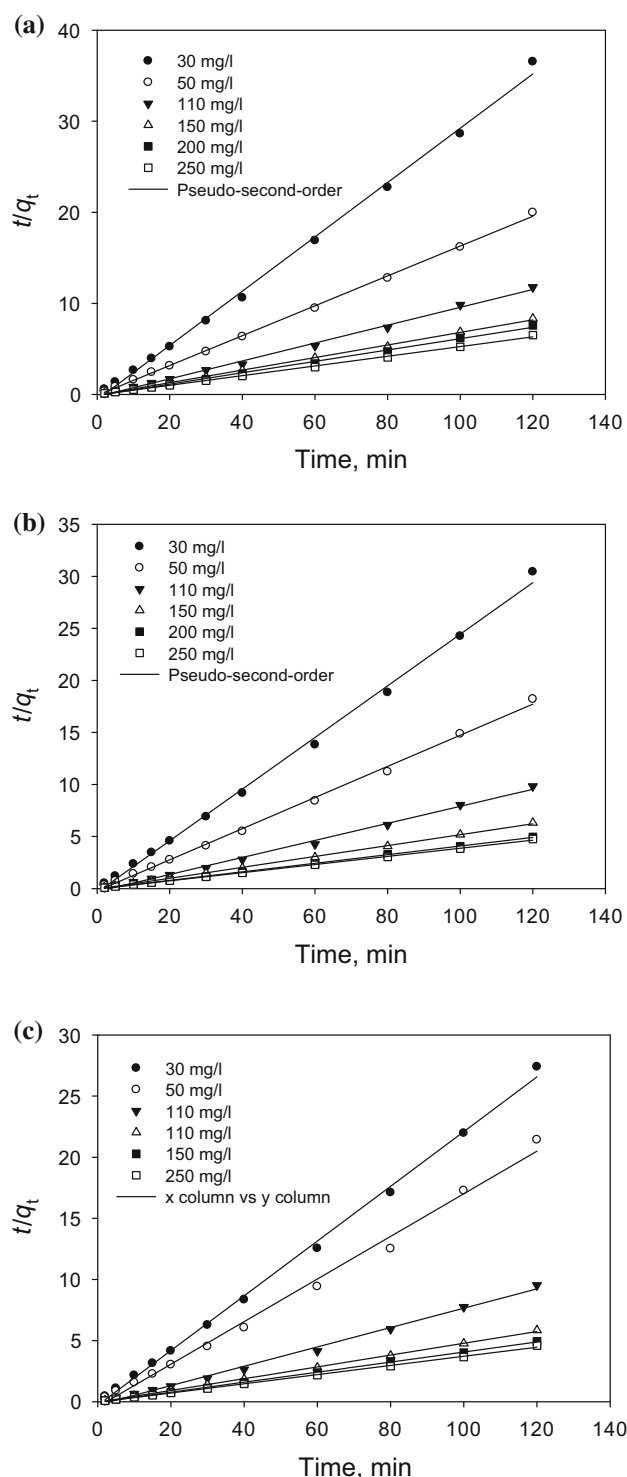 (a)
40
30
20
10
0
t/qt
30 mg/l
50 mg/l
110 mg/l
150 mg/l
200 mg/l
250 mg/l
Pseudo-second-order
0 20 40 60 80 100 120 140
Time, min
(b)
35
30
25
20
15
10
5
0
t/qt
30 mg/l
50 mg/l
110 mg/l
150 mg/l
200 mg/l
250 mg/l
Pseudo-second-order
0 20 40 60 80 100 120 140
Time, min
(c)
30
25
20
15
10
5
0
t/qt
30 mg/l
50 mg/l
110 mg/l
110 mg/l
150 mg/l
250 mg/l
x column vs y column
0 20 40 60 80 100 120 140
Time, min